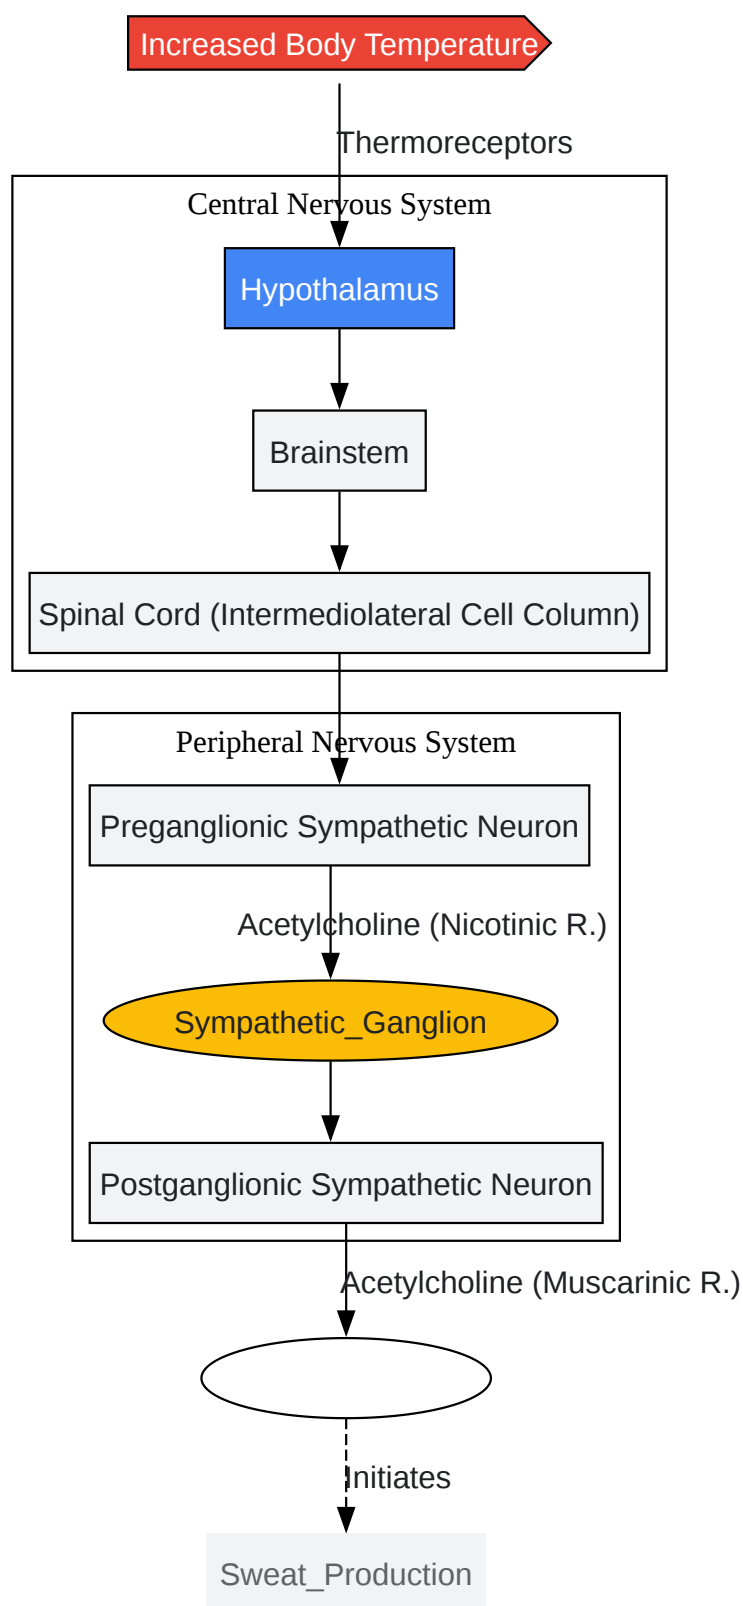 Increased Body Temperature
Thermoreceptors
Central Nervous System
Hypothalamus
Brainstem
Spinal Cord (Intermediolateral Cell Column)
Peripheral Nervous System
Preganglionic Sympathetic Neuron
Acetylcholine (Nicotinic R.)
Sympathetic_Ganglion
Postganglionic Sympathetic Neuron
Acetylcholine (Muscarinic R.)
Initiates
Sweat_Production